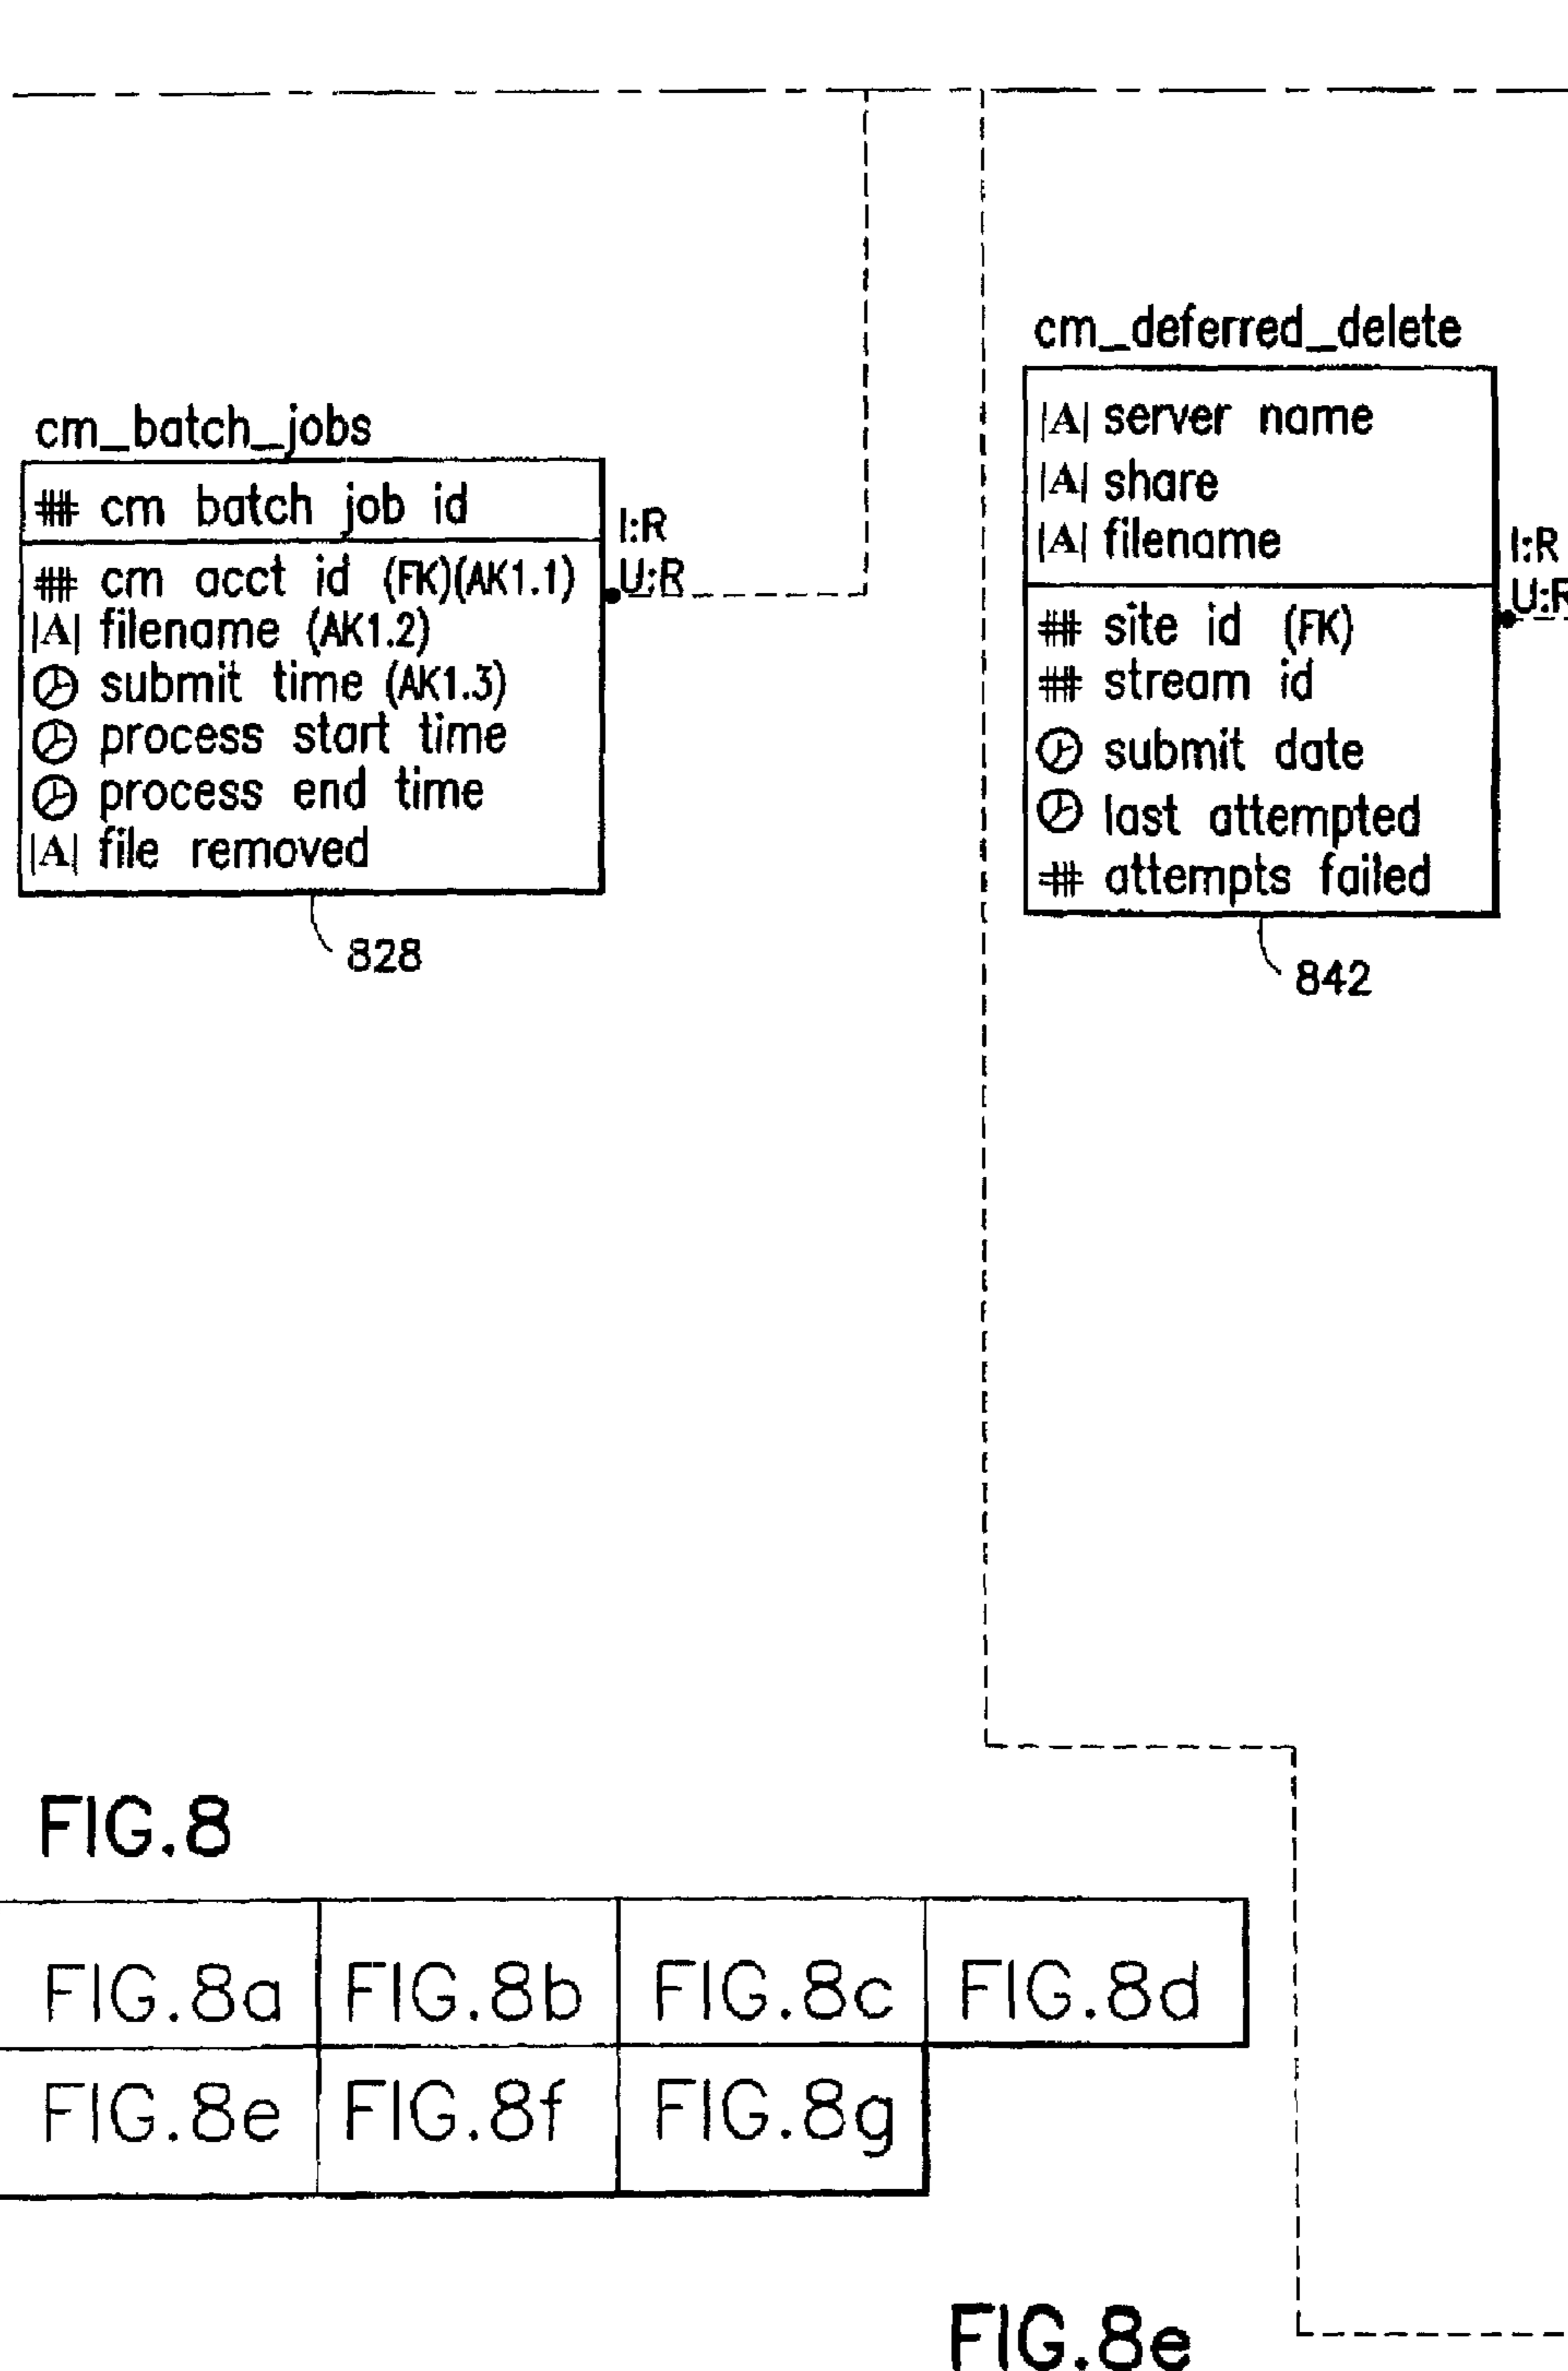 cm_batch_jobs
cm batch job id
cm acct id (FK)(AK1.1)
|A| filename (AK1.2)
submit time (AK1.3)
process start time
process end time
|A| file removed
I:R
U:R
828
cm_deferred_delete
|A| server name
|A| share
|A| filename
site id (FK)
stream id
submit date
last attempted
attempts failed
I:R
U:R
842
FIG.8
FIG.8a FIG.8b FIG.8c FIG.8d
FIG.8e FIG.8f FIG.8g
FIG.8e